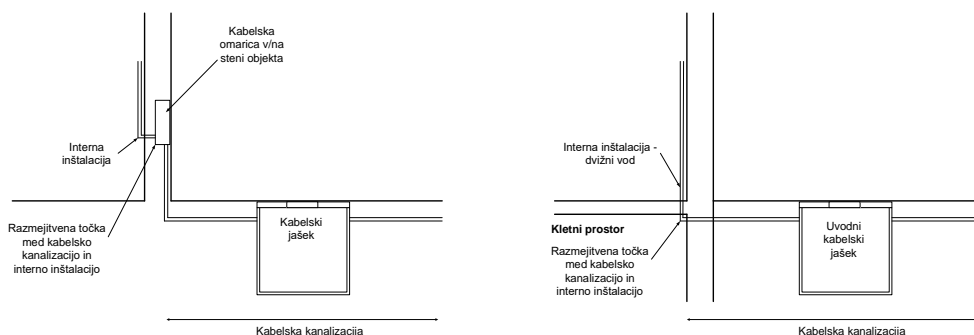 Kabelska
omarica v/na
steni objekta
Interna
inštalacija
Razmejitvena točka
med kabelsko
kanalizacijo in
interno inštalacijo
Kabelski
jašek
Kabelska kanalizacija
Interna inštalacija -
dvižni vod
Kletni prostor
Razmejitvena točka
med kabelsko
kanalizacijo in
interno inštalacijo
Uvodni
kabelski
jašek
Kabelska kanalizacija